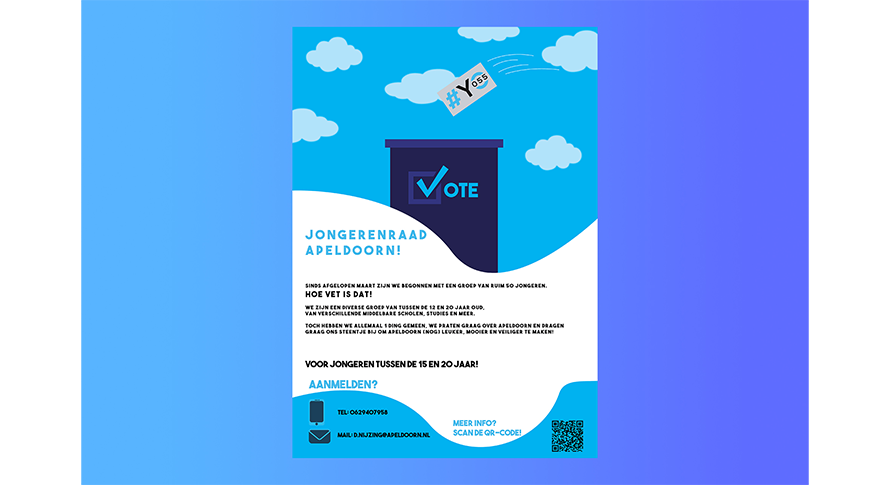 #YO
055
VOTE
JONGERENRAAD
APELDOORN!
SINDS AFGELOPEN MAART ZIJN WE BEGONNEN MET EEN GROEP VAN RUIM 50 JONGEREN.
HOE VET IS DAT!
WE ZIJN EEN DIVERSE GROEP VAN TUSSEN DE 12 EN 20 JAAR OUD,
VAN VERSCHILLENDE MIDDELBARE SCHOLEN, STUDIES EN MEER.
TOCH HEBBEN WE ALLEMAAL 1 DING GEMEEN, WE PRATEN GRAAG OVER APELDOORN EN DRAGEN
GRAAG ONS STEENTJE BIJ OM APELDOORN (NOG) LEUKER, MOOIER EN VEILIGER TE MAKEN!
VOOR JONGEREN TUSSEN DE 15 EN 20 JAAR!
AANMELDEN?
TEL: 0629407958
MAIL: D.NIJZING@APELDOORN.NL
MEER INFO?
SCAN DE QR-CODE!